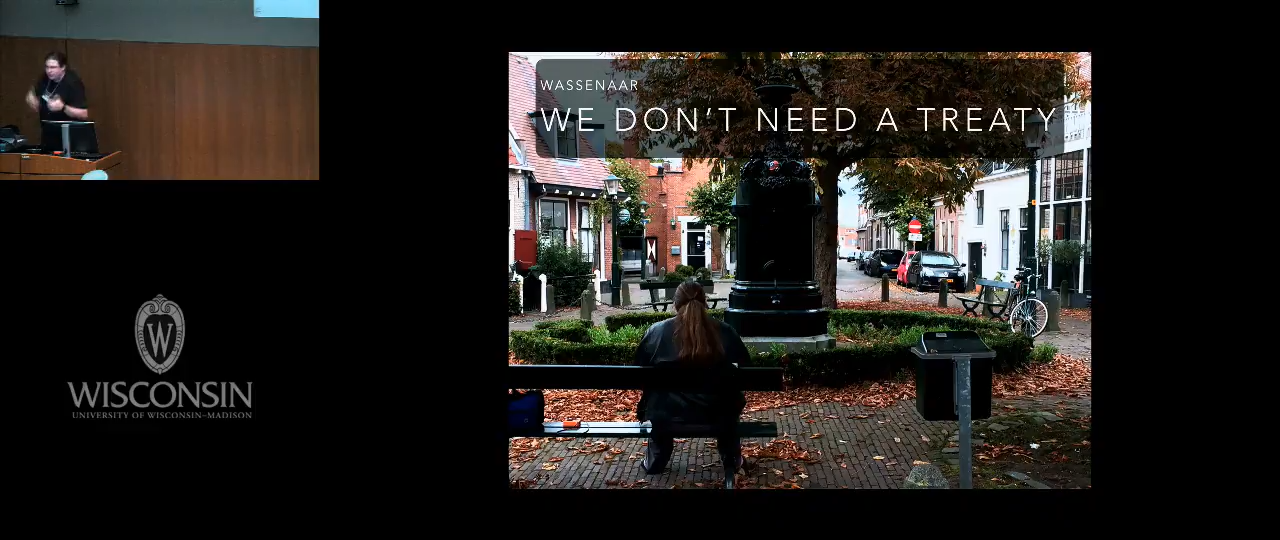 WASSENAAR
WE DON'T NEED A TREATY
W
WISCONSIN
UNIVERSITY OF WISCONSIN–MADISON